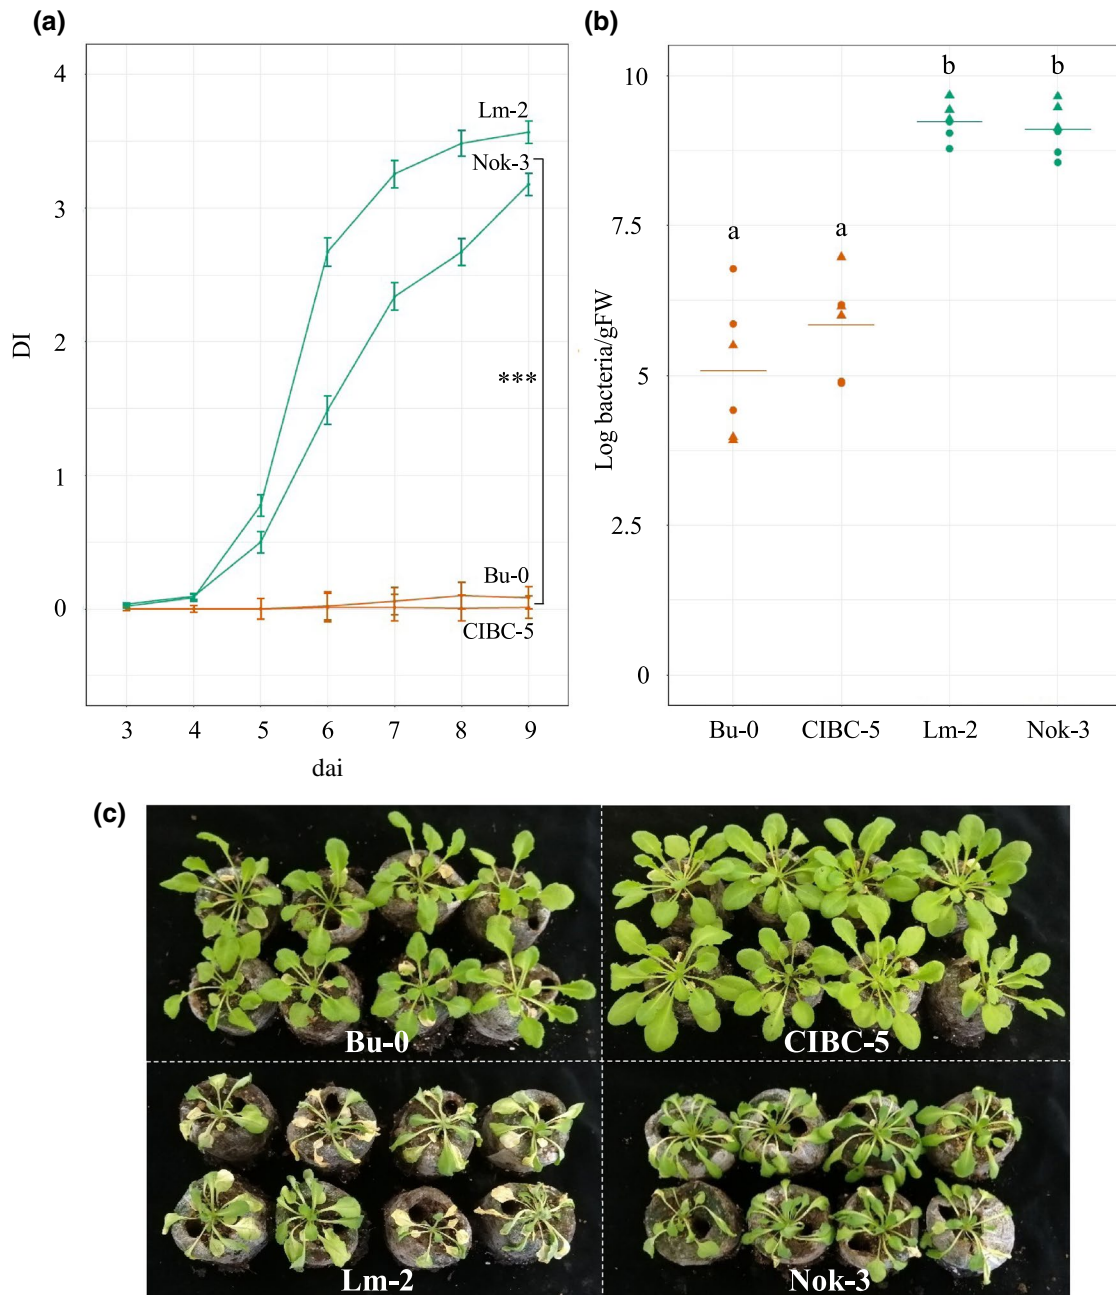 (a)
4
3
2
1
0
DI
Lm-2
Nok-3
***
Bu-0
CIBC-5
3 4 5 6 7 8 9
dai
(b)
10
7.5
5
2.5
0
Log bacteria/gFW
a a b b
Bu-0 CIBC-5 Lm-2 Nok-3
(c)
Bu-0 CIBC-5
Lm-2 Nok-3